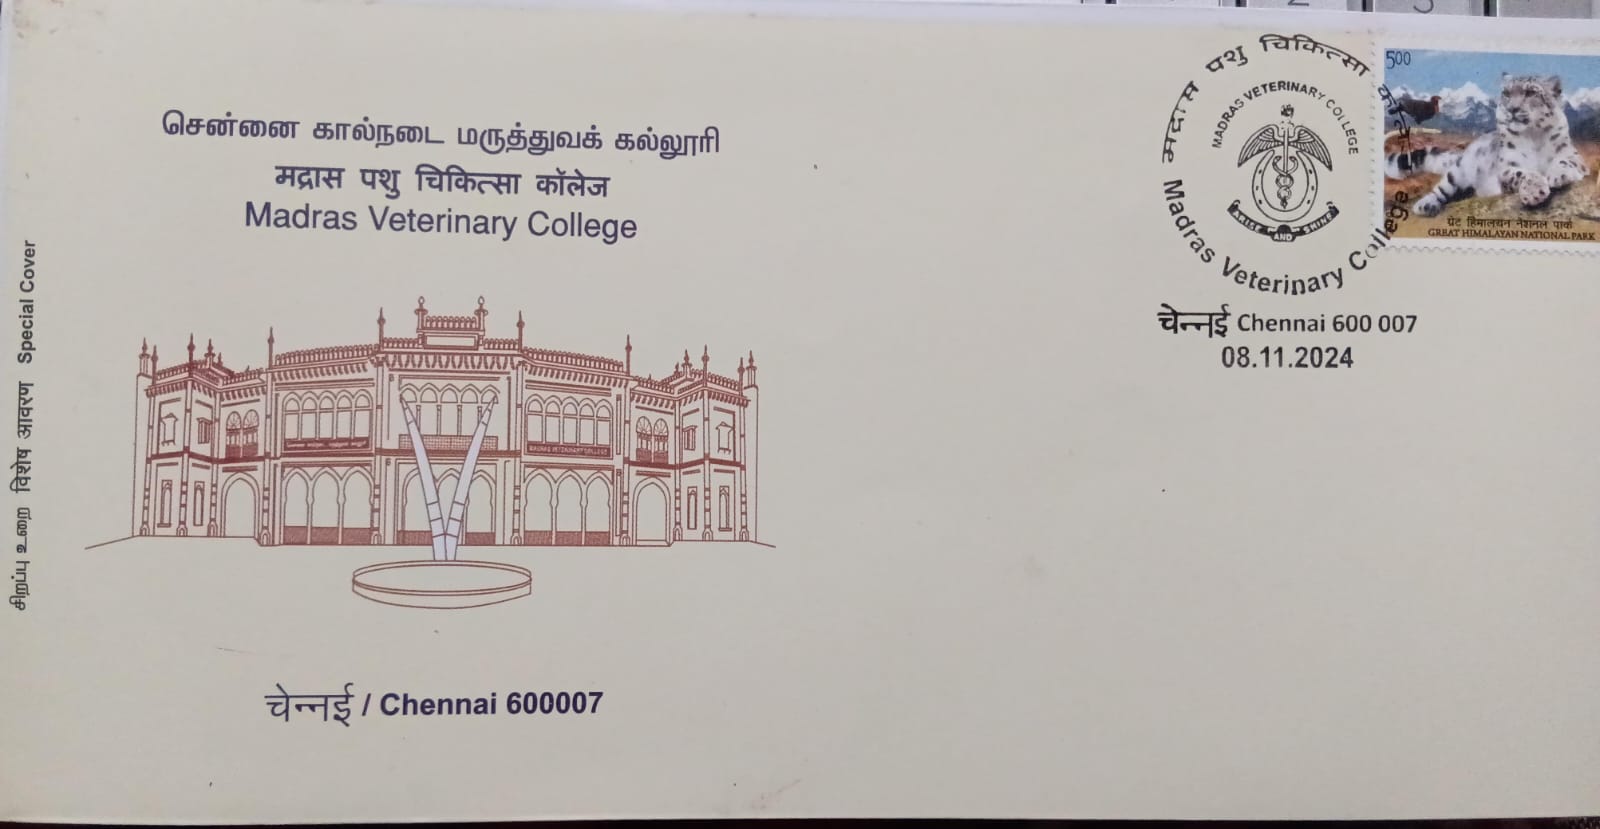 சென்னை கால்நடை மருத்துவக் கல்லூரி
मद्रास पशु चिकित्सा कॉलेज
Madras Veterinary College
சிறப்பு உறை विशेष आवरण Special Cover
MADRAS VETERINARY COLLEGE
चेन्नई / Chennai 600007
मद्रास पशु चिकित्सा कॉलेज
MADRAS VETERINARY COLLEGE
ARISE AND SHINE
Madras Veterinary College
चेन्नई Chennai 600 007
08.11.2024
500
ग्रेट हिमालयन नेशनल पार्क
GREAT HIMALAYAN NATIONAL PARK